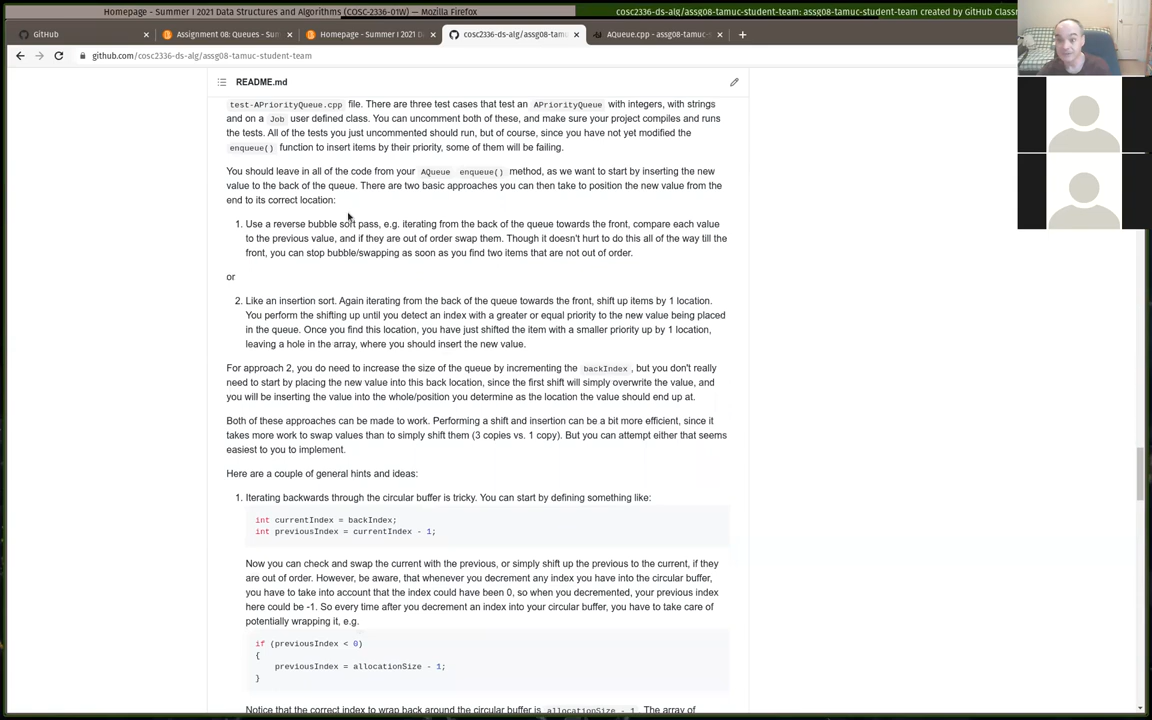 Homepage - Summer I 2021 Data Structures and Algorithms (COSC-2336-01W) — Mozilla Firefox
cosc2336-ds-alg/assg08-tamuc-student-team: assg08-tamuc-student-team created by GitHub Clas
GitHub
Assignment 08: Queues - Sum
Homepage - Summer I 2021 D
cosc2336-ds-alg/assg08-tamu
AQueue.cpp - assg08-tamuc-s
github.com/cosc2336-ds-alg/assg08-tamuc-student-team
README.md
test-APriorityQueue.cpp file. There are three test cases that test an APriorityQueue with integers, with strings
and on a Job user defined class. You can uncomment both of these, and make sure your project compiles and runs
the tests. All of the tests you just uncommented should run, but of course, since you have not yet modified the
enqueue() function to insert items by their priority, some of them will be failing.
You should leave in all of the code from your AQueue enqueue() method, as we want to start by inserting the new
value to the back of the queue. There are two basic approaches you can then take to position the new value from the
end to its correct location:
1. Use a reverse bubble sort pass, e.g. iterating from the back of the queue towards the front, compare each value
to the previous value, and if they are out of order swap them. Though it doesn't hurt to do this all of the way till the
front, you can stop bubble/swapping as soon as you find two items that are not out of order.
or
2. Like an insertion sort. Again iterating from the back of the queue towards the front, shift up items by 1 location.
You perform the shifting up until you detect an index with a greater or equal priority to the new value being placed
in the queue. Once you find this location, you have just shifted the item with a smaller priority up by 1 location,
leaving a hole in the array, where you should insert the new value.
For approach 2, you do need to increase the size of the queue by incrementing the backIndex, but you don't really
need to start by placing the new value into this back location, since the first shift will simply overwrite the value, and
you will be inserting the value into the whole/position you determine as the location the value should end up at.
Both of these approaches can be made to work. Performing a shift and insertion can be a bit more efficient, since it
takes more work to swap values than to simply shift them (3 copies vs. 1 copy). But you can attempt either that seems
easiest to you to implement.
Here are a couple of general hints and ideas:
1. Iterating backwards through the circular buffer is tricky. You can start by defining something like:
int currentIndex = backIndex;
int previousIndex = currentIndex - 1;
Now you can check and swap the current with the previous, or simply shift up the previous to the current, if they
are out of order. However, be aware, that whenever you decrement any index you have into the circular buffer,
you have to take into account that the index could have been 0, so when you decremented, your previous index
here could be -1. So every time after you decrement an index into your circular buffer, you have to take care of
potentially wrapping it, e.g.
if (previousIndex < 0)
{
previousIndex = allocationSize - 1;
}
Notice that the correct index to wrap back around the circular buffer is allocationSize - 1. The array of